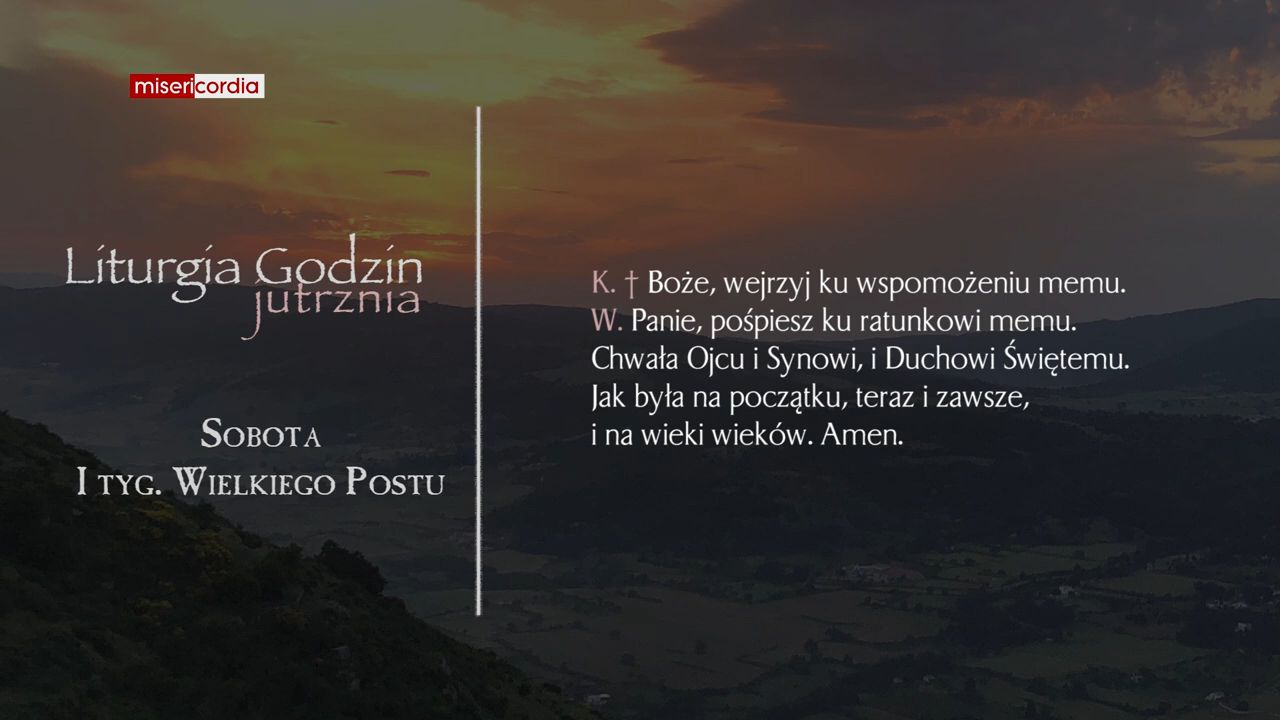 misericordia
Liturgia Godzin
jutrznia
Sobota
I tyg. Wielkiego Postu
K. † Boże, wejrzyj ku wspomożeniu memu.
W. Panie, pośpiesz ku ratunkowi memu.
Chwała Ojcu i Synowi, i Duchowi Świętemu.
Jak była na początku, teraz i zawsze,
i na wieki wieków. Amen.